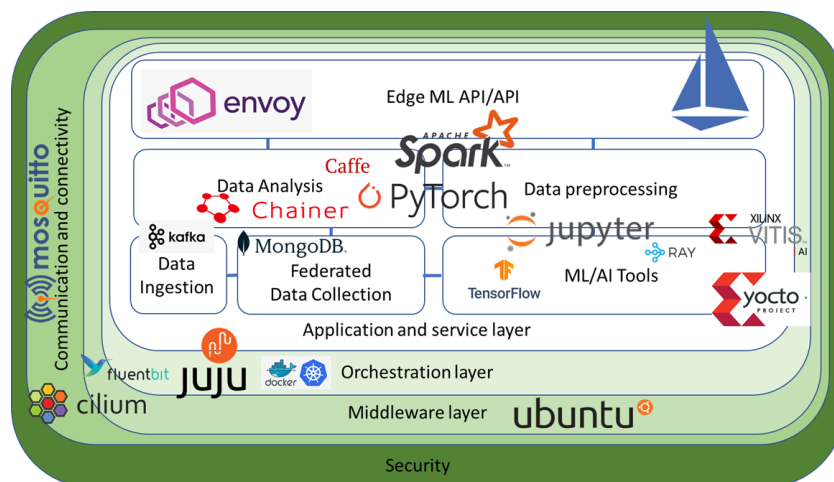 envoy
Edge ML API/API
APACHE
Spark™
Caffe
Data Analysis
PyTorch
Data preprocessing
Chainer
kafka
MongoDB®
jupyter
XILINX
VITIS™
AI
RAY
Data
Ingestion
Federated
Data Collection
TensorFlow
ML/AI Tools
yocto
PROJECT
Application and service layer
mosquitto
Communication and connectivity
fluentbit
juju
docker
Orchestration layer
cilium
Middleware layer
ubuntu
Security